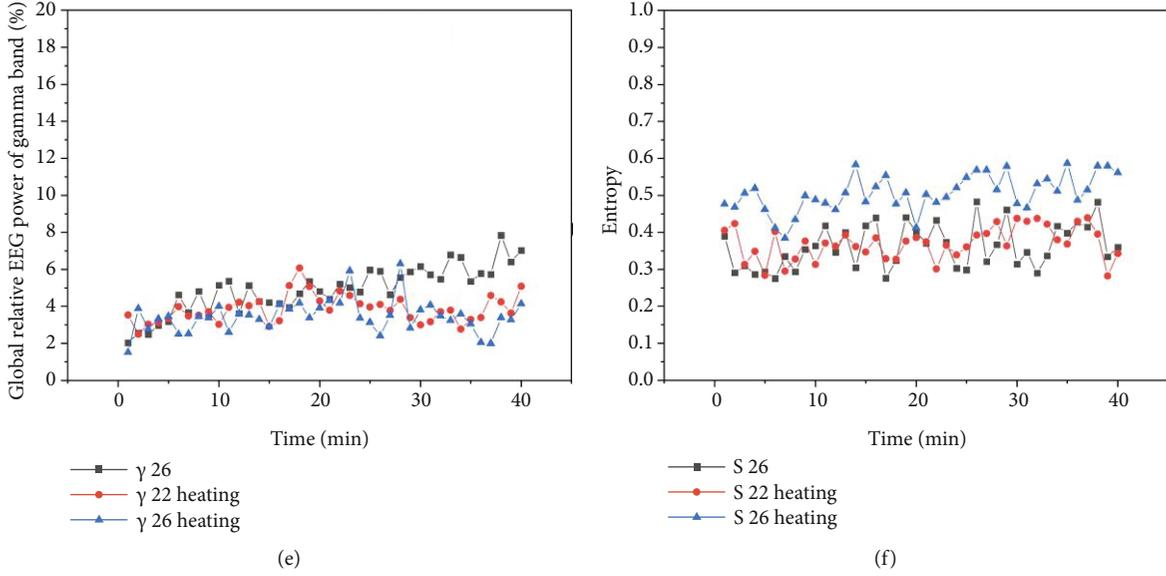 Global relative EEG power of gamma band (%)
20
18
16
14
12
10
8
6
4
2
0
0
10
20
30
40
Time (min)
γ 26
γ 22 heating
γ 26 heating
(e)
Entropy
1.0
0.9
0.8
0.7
0.6
0.5
0.4
0.3
0.2
0.1
0.0
0
10
20
30
40
Time (min)
S 26
S 22 heating
S 26 heating
(f)